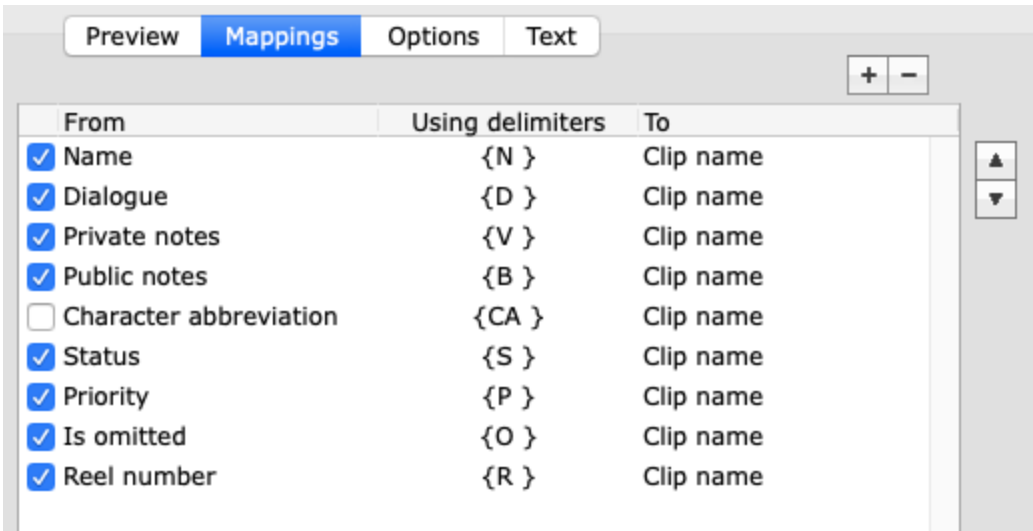 Preview Mappings Options Text
+ −
From Using delimiters To
Name {N } Clip name
Dialogue {D } Clip name
Private notes {V } Clip name
Public notes {B } Clip name
Character abbreviation {CA } Clip name
Status {S } Clip name
Priority {P } Clip name
Is omitted {O } Clip name
Reel number {R } Clip name